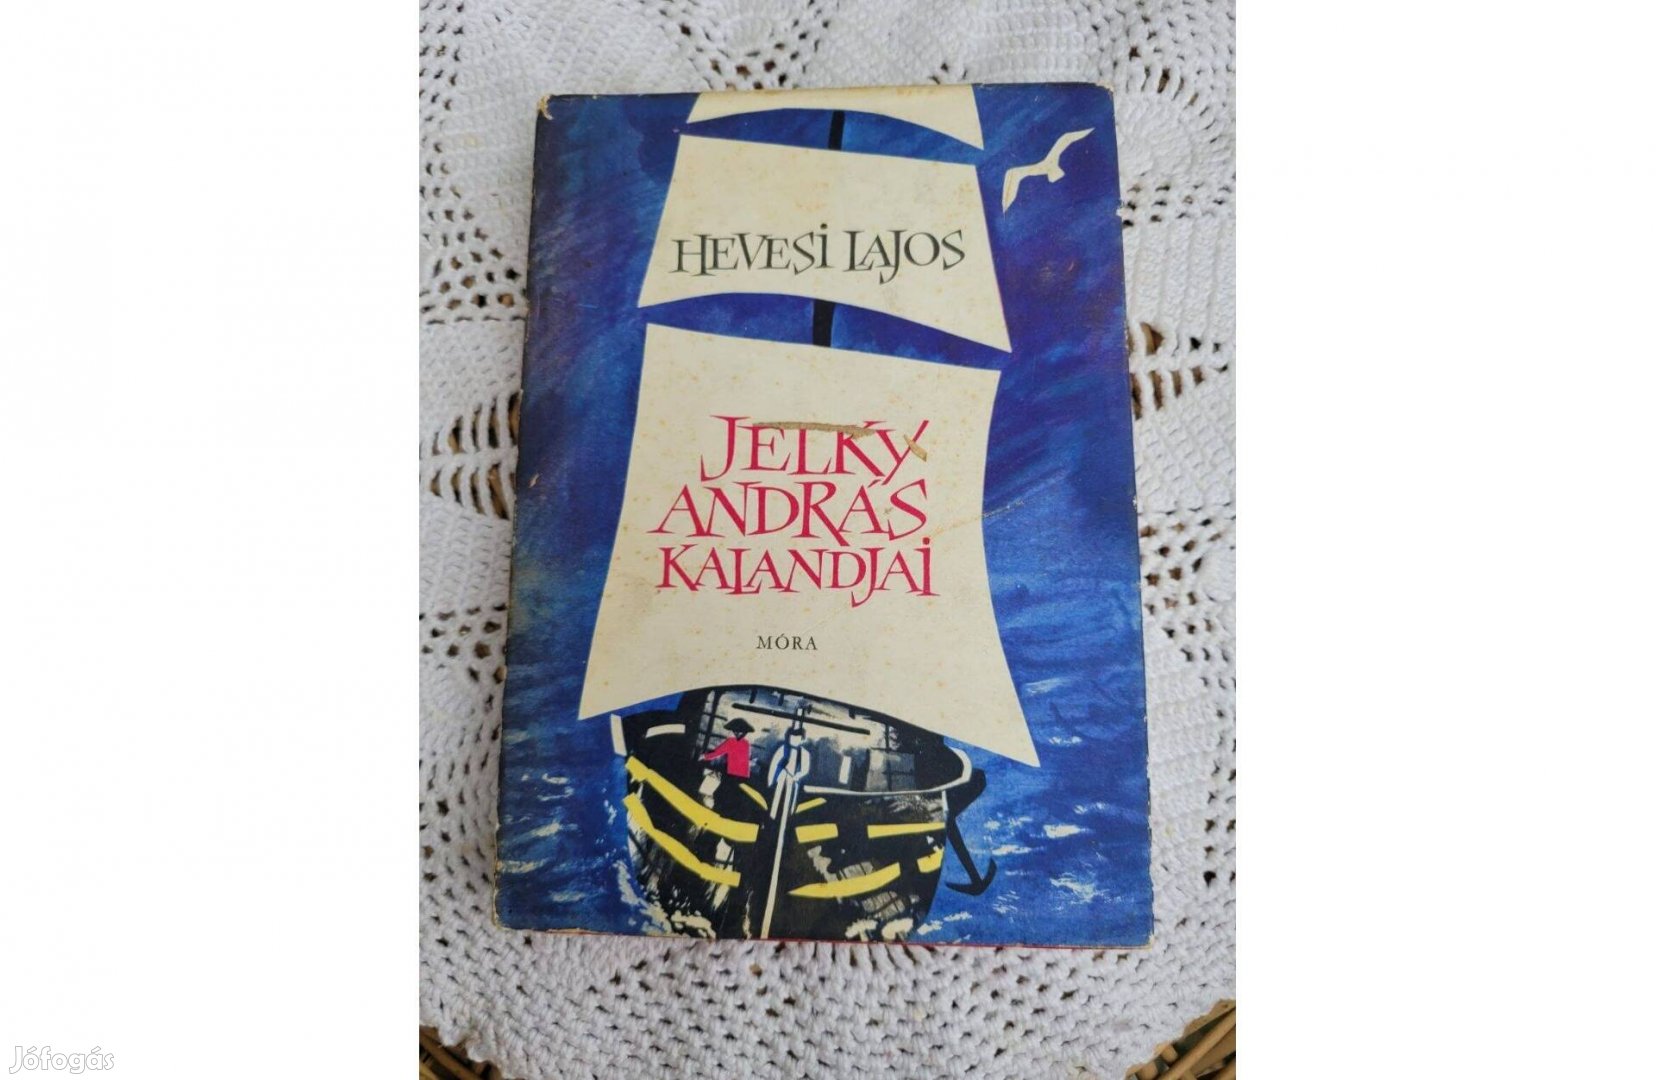 HEVESI LAJOS
JELKY
ANDRÁS
KALANDJAI
MÓRA
Jófogás